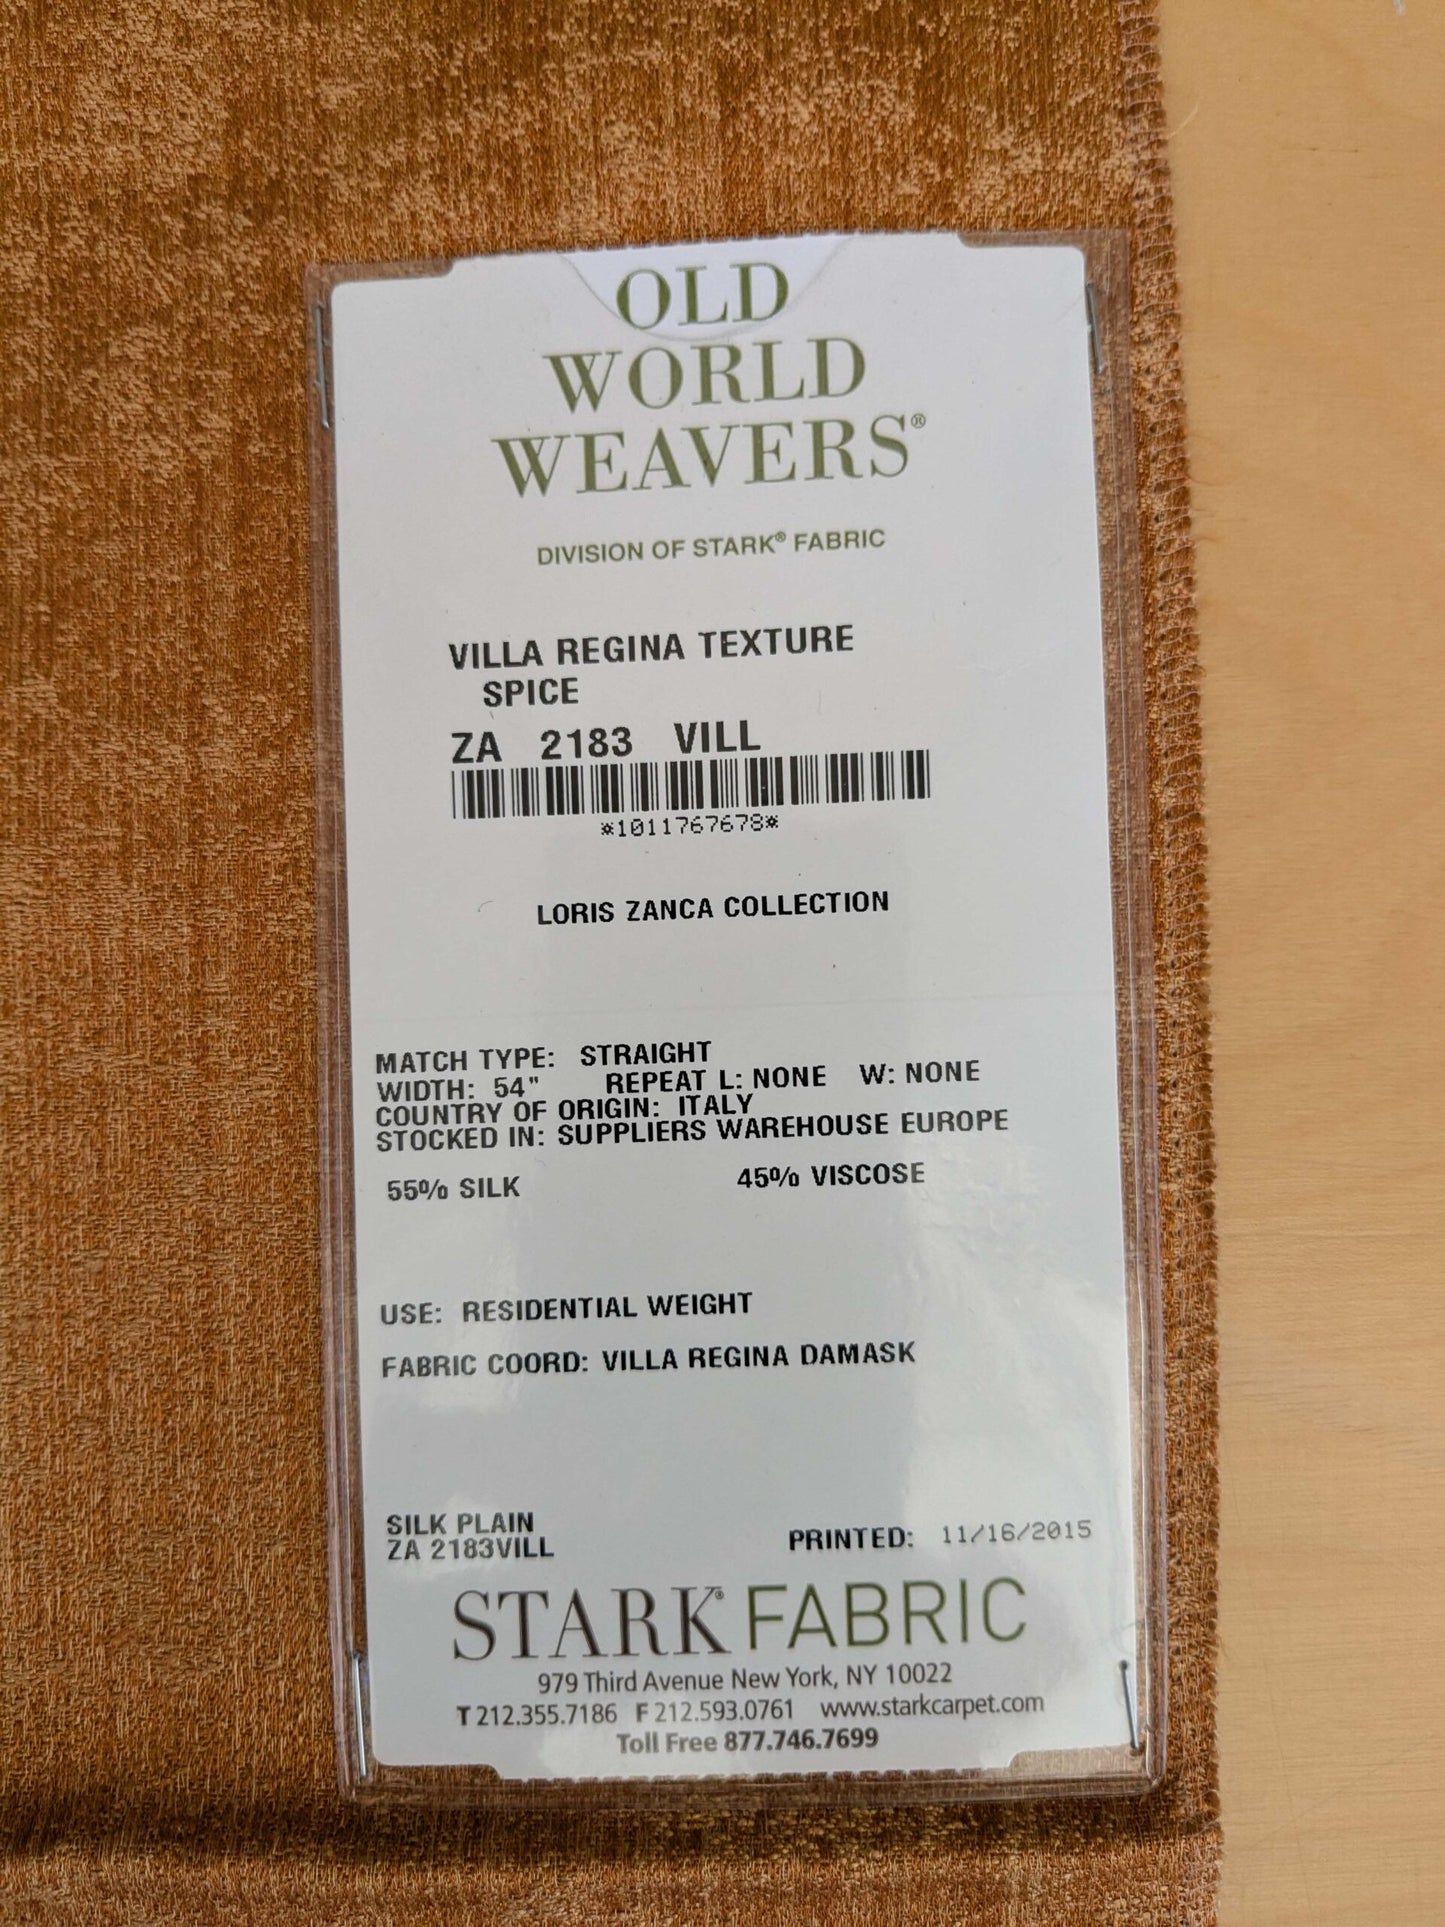 OLD
WORLD
WEAVERS®
DIVISION OF STARK® FABRIC
VILLA REGINA TEXTURE
SPICE
ZA 2183 VILL
*1011767678*
LORIS ZANCA COLLECTION
MATCH TYPE: STRAIGHT
WIDTH: 54" REPEAT L: NONE W: NONE
COUNTRY OF ORIGIN: ITALY
STOCKED IN: SUPPLIERS WAREHOUSE EUROPE
55% SILK 45% VISCOSE
USE: RESIDENTIAL WEIGHT
FABRIC COORD: VILLA REGINA DAMASK
SILK PLAIN
ZA 2183VILL PRINTED: 11/16/2015
STARK® FABRIC
979 Third Avenue New York, NY 10022
T 212.355.7186 F 212.593.0761 www.starkcarpet.com
Toll Free 877.746.7699